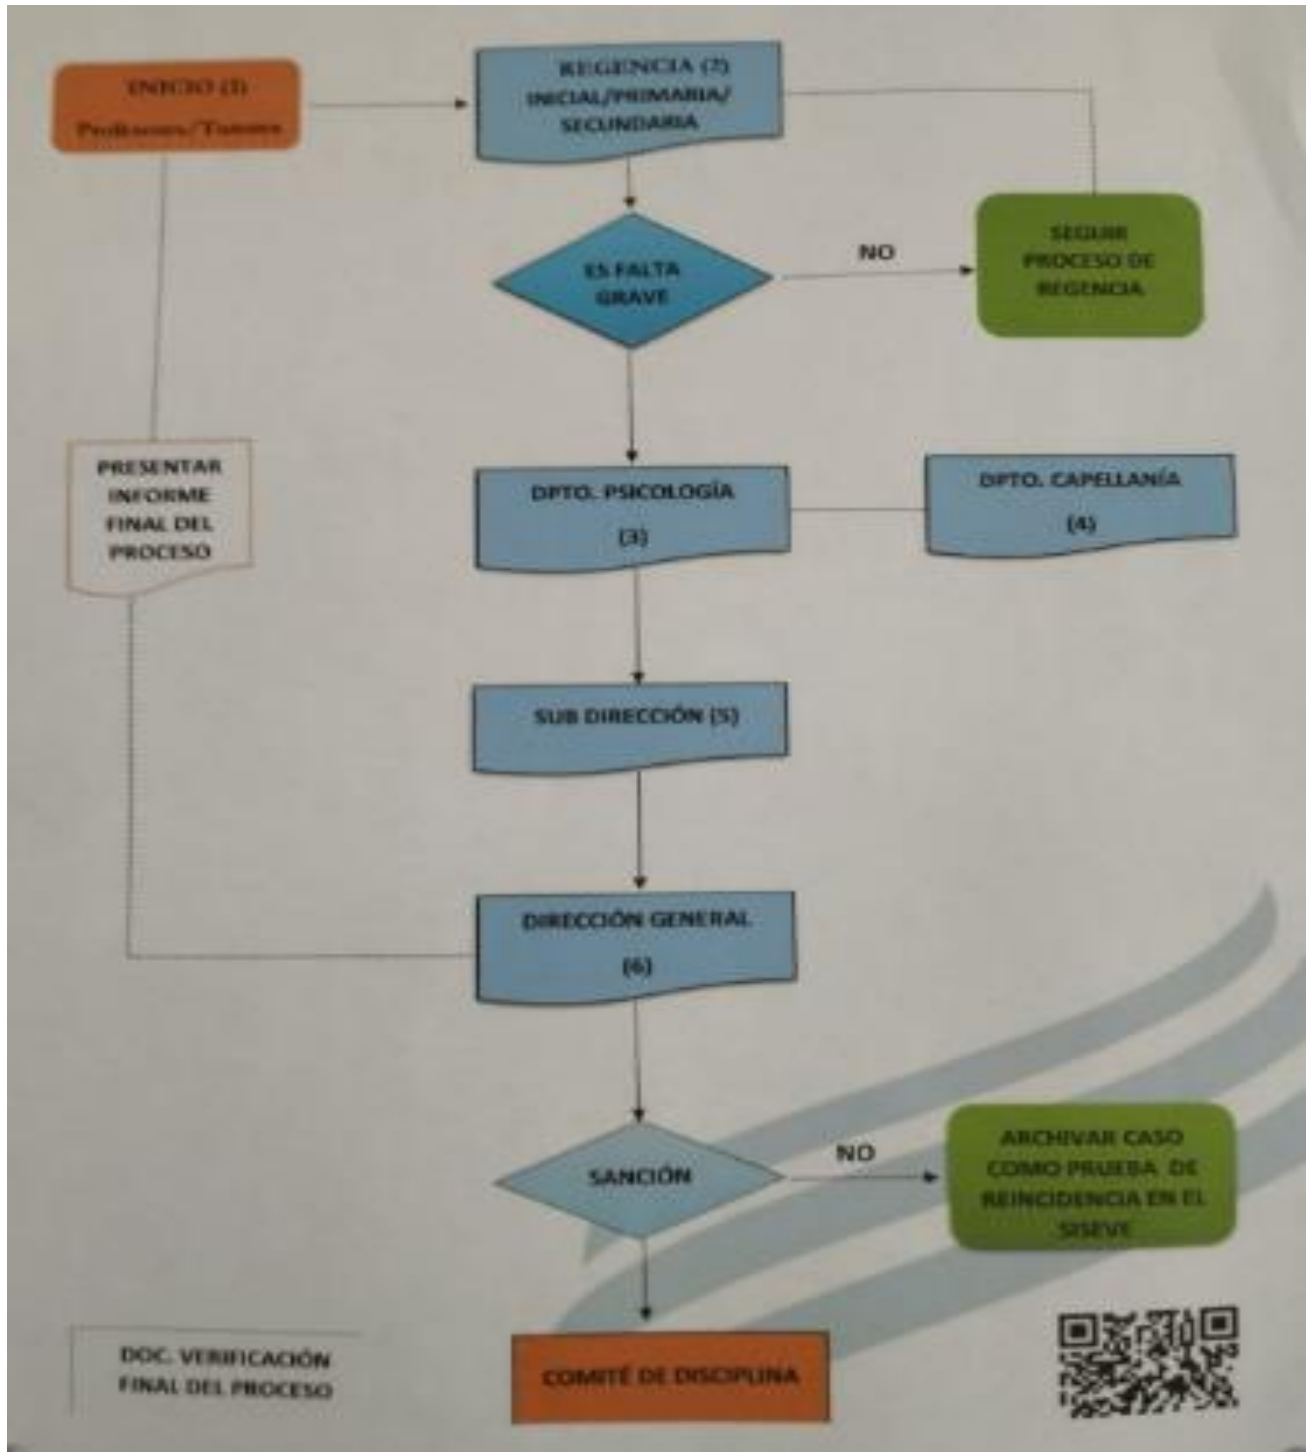 INICIO (1)
Profesores/Tutores
REGENCIA (2)
INICIAL/PRIMARIA/
SECUNDARIA
ES FALTA
GRAVE
NO
SEGUIR
PROCESO DE
REGENCIA
PRESENTAR
INFORME
FINAL DEL
PROCESO
DPTO. PSICOLOGÍA
(3)
DPTO. CAPELLANÍA
(4)
SUB DIRECCIÓN (5)
DIRECCIÓN GENERAL
(6)
SANCIÓN
NO
ARCHIVAR CASO
COMO PRUEBA DE
REINCIDENCIA EN EL
SISEVE
DOC. VERIFICACIÓN
FINAL DEL PROCESO
COMITÉ DE DISCIPLINA